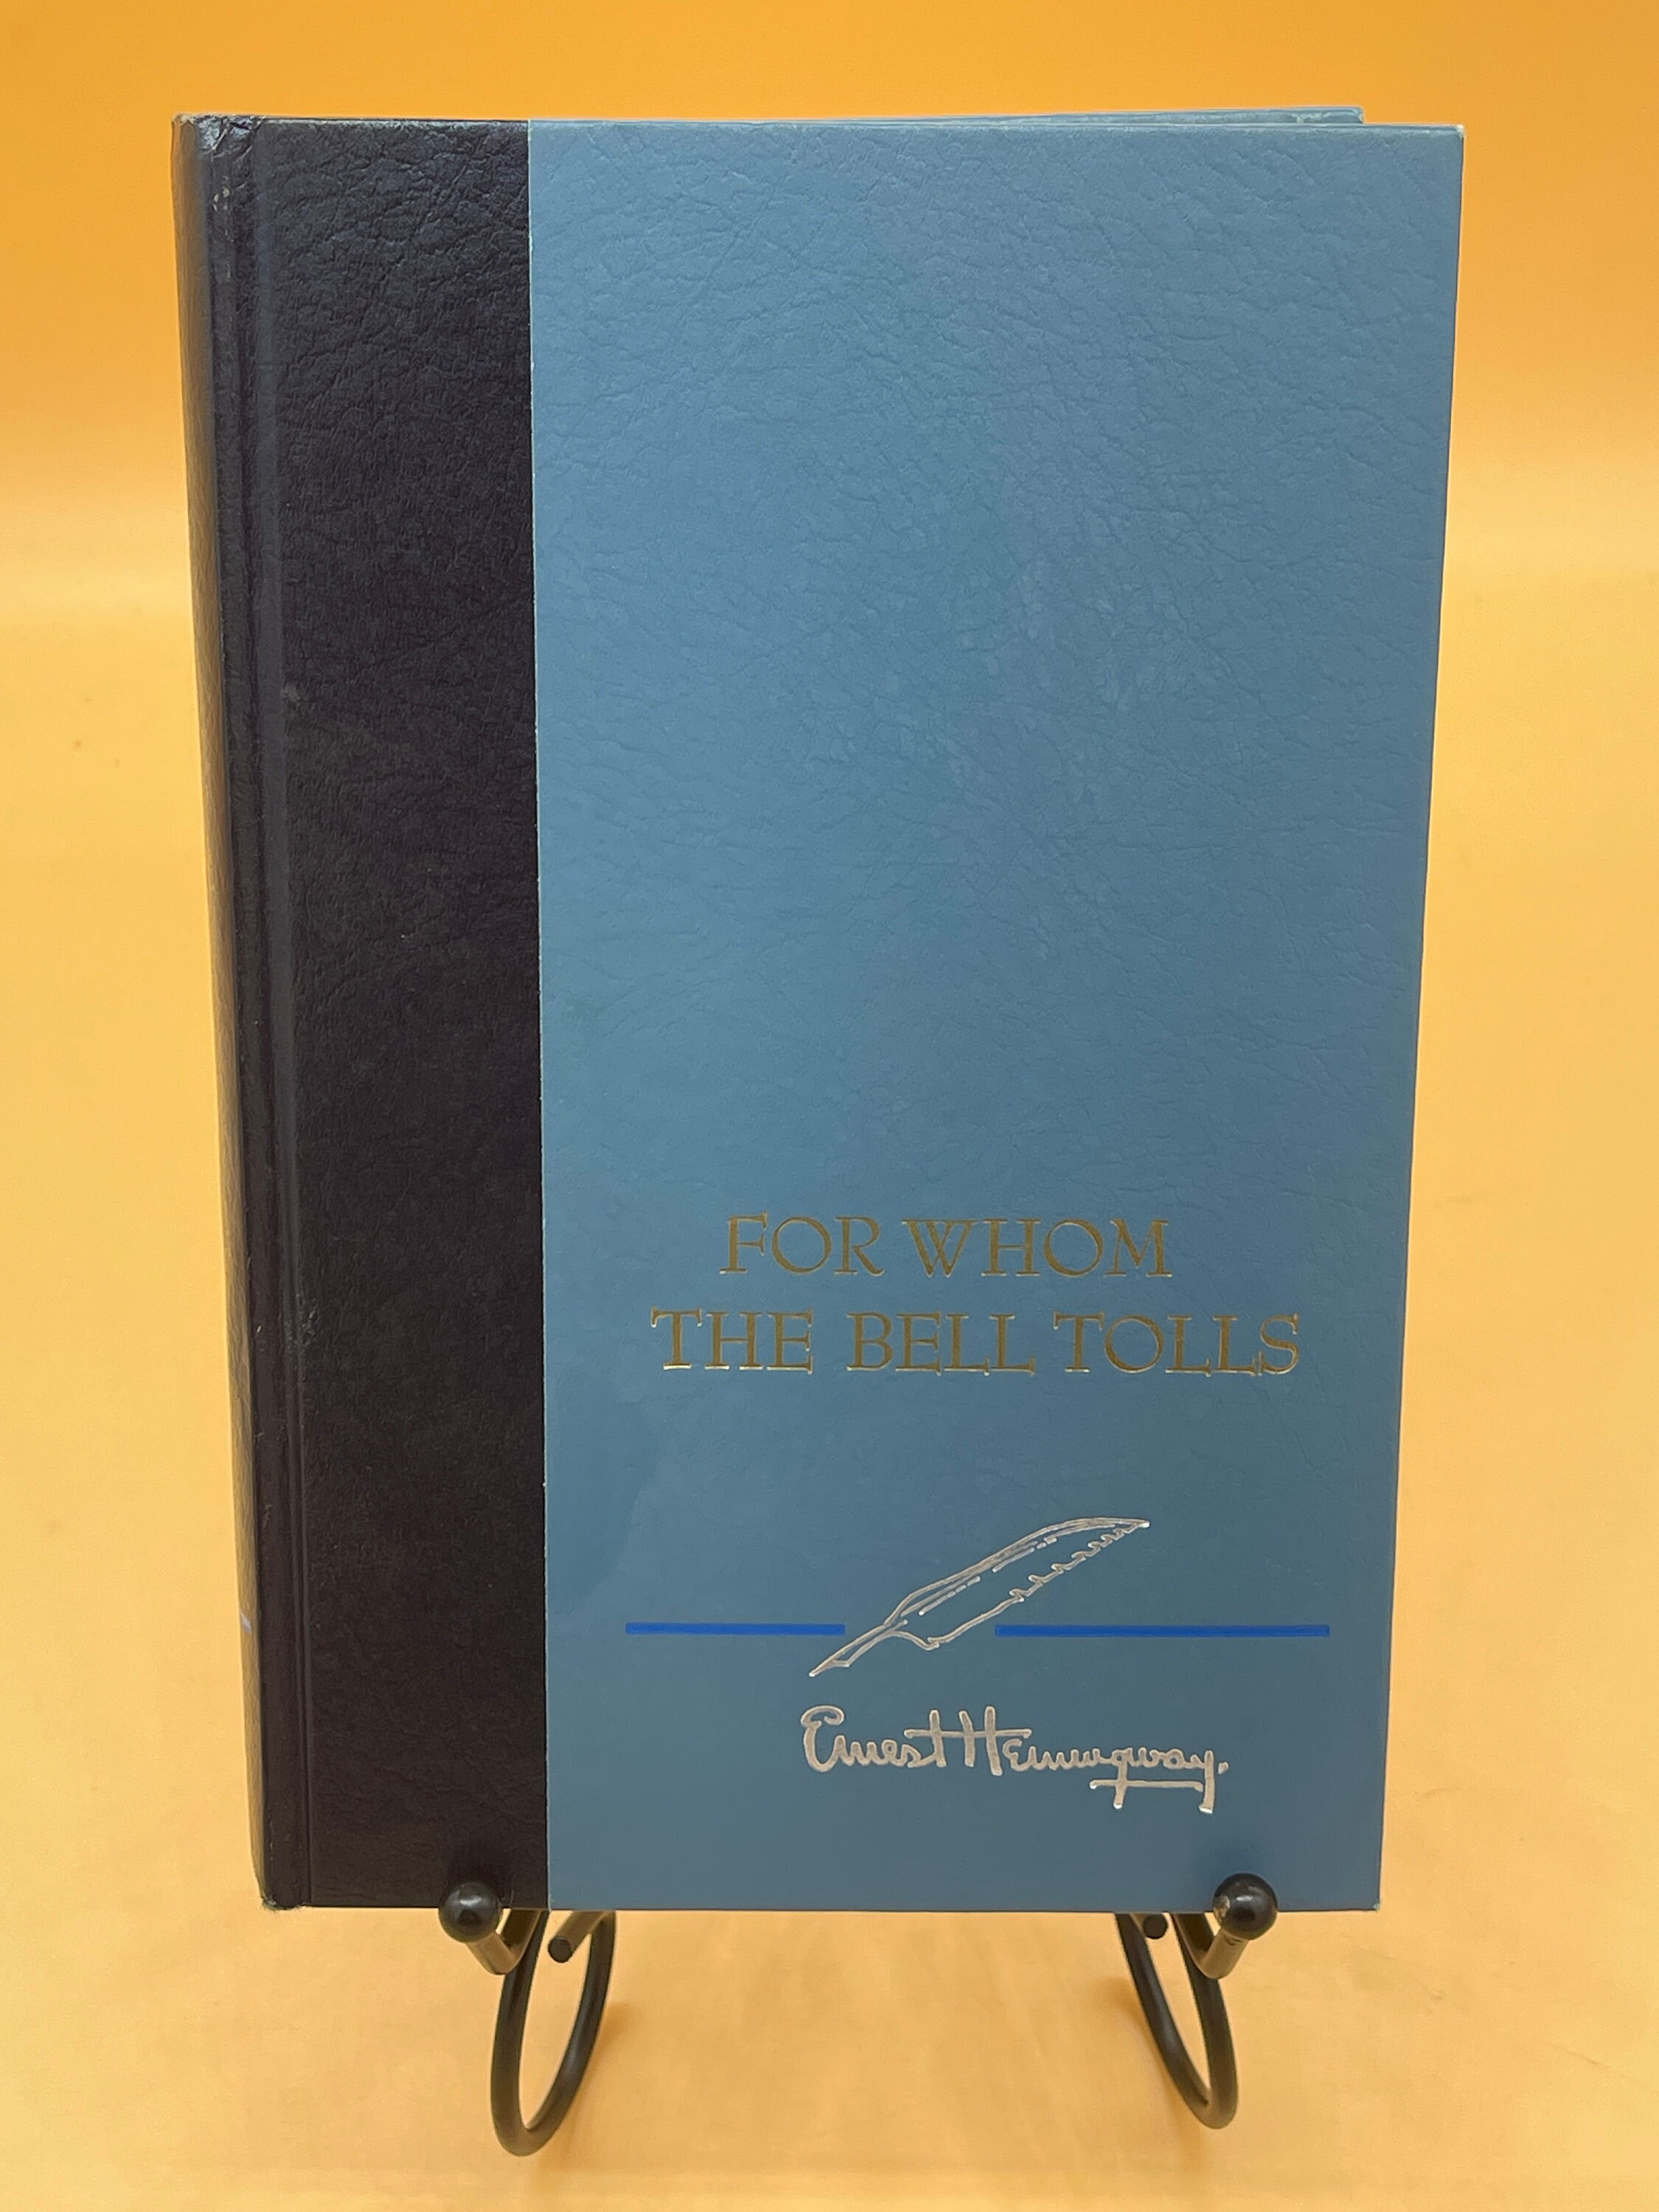 FOR WHOM
THE BELL TOLLS
Ernest Hemingway.